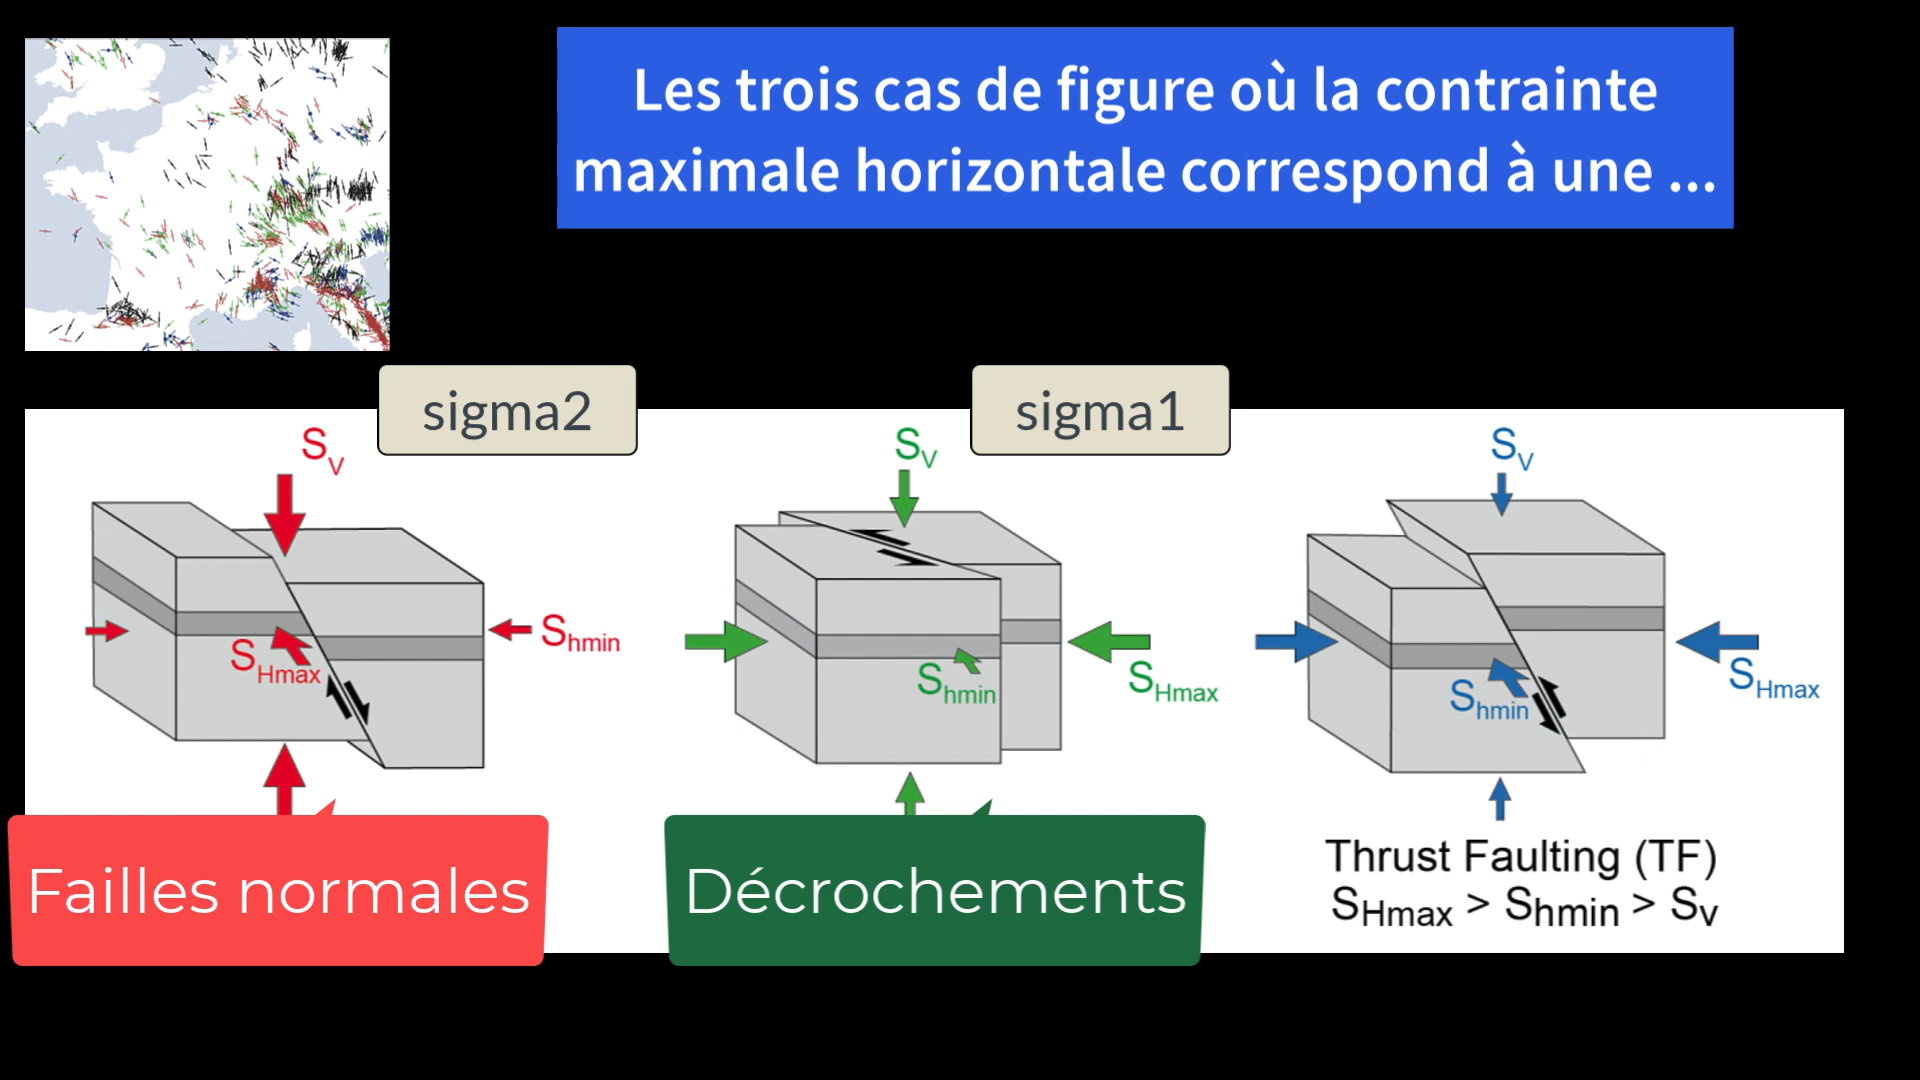 Les trois cas de figure où la contrainte
maximale horizontale correspond à une ...
sigma2
sigma1
SV
SHmax
Shmin
Failles normales
SV
Shmin
SHmax
Décrochements
SV
Shmin
SHmax
Thrust Faulting (TF)
SHmax > Shmin > SV